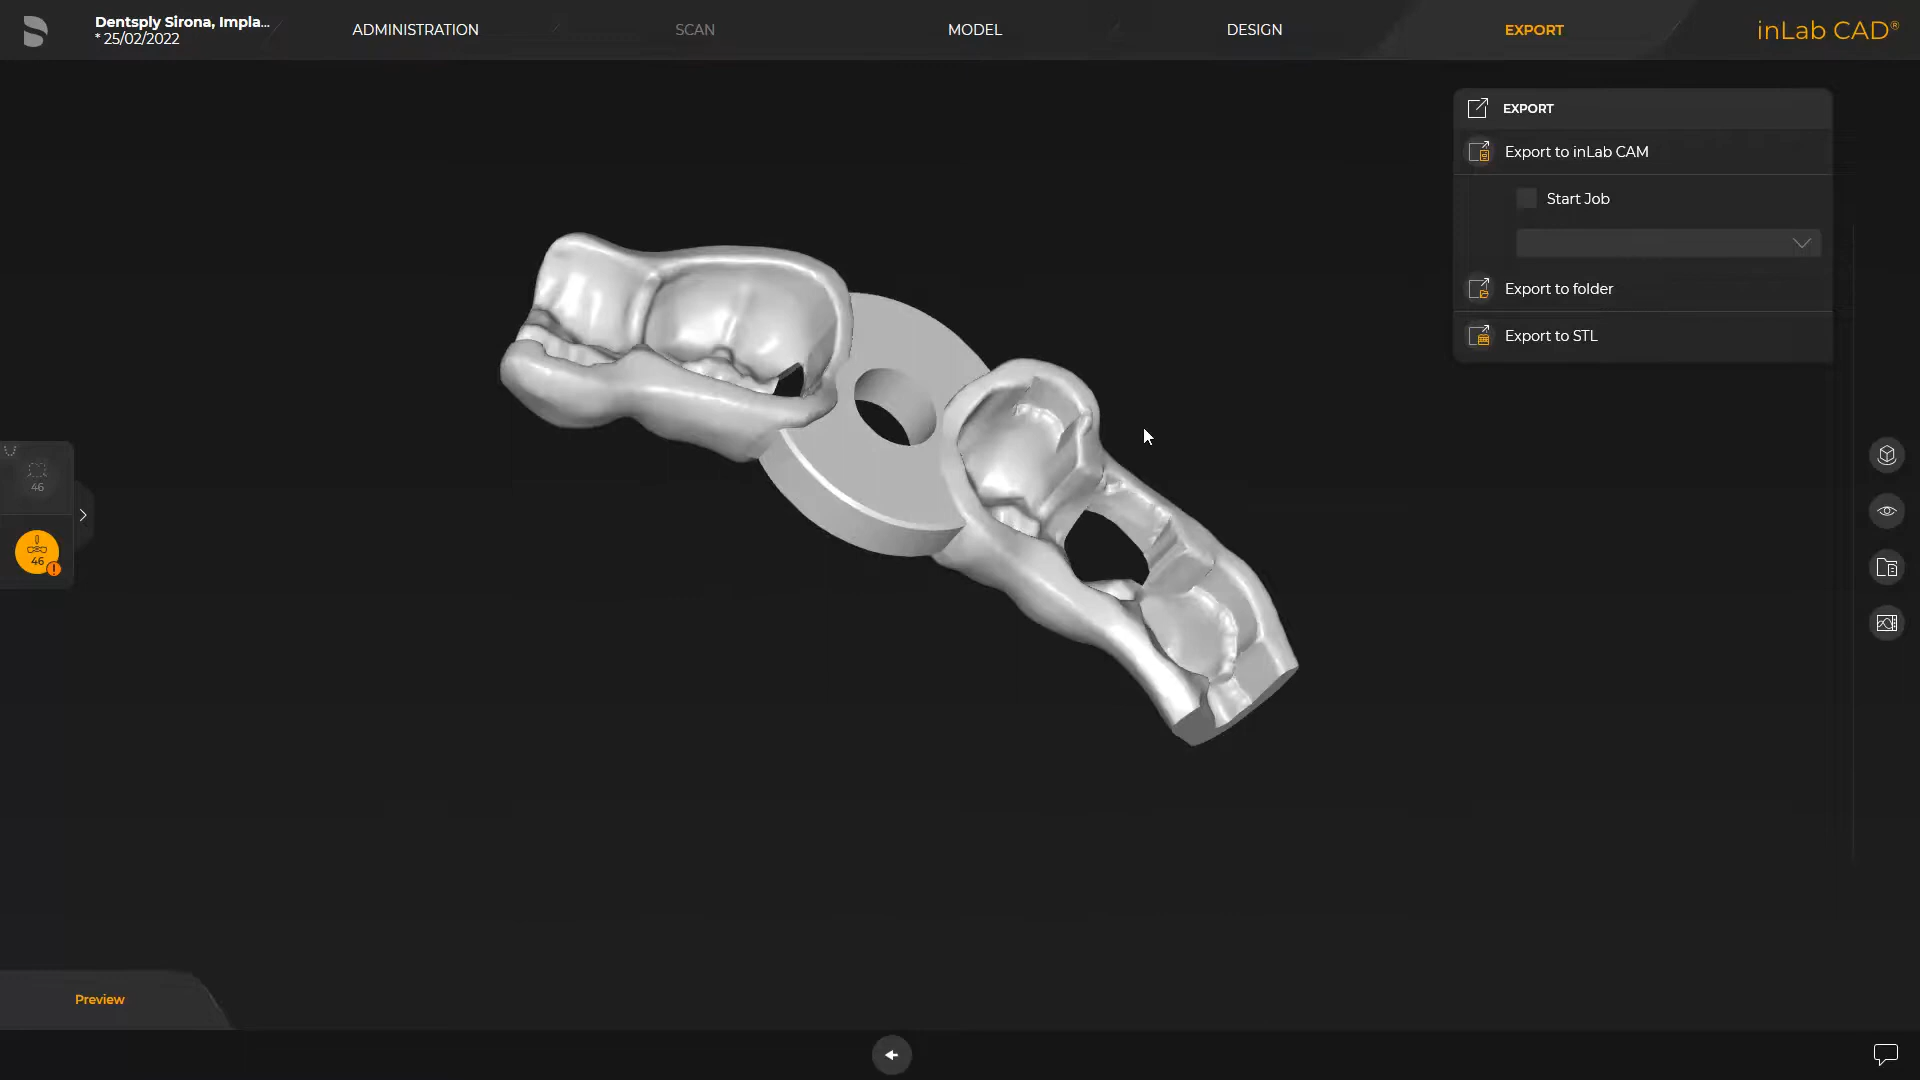 Dentsply Sirona, Impla...
* 25/02/2022
ADMINISTRATION
SCAN
MODEL
DESIGN
EXPORT
inLab CAD®
EXPORT
Export to inLab CAM
Start Job
Export to folder
Export to STL
46
46
Preview